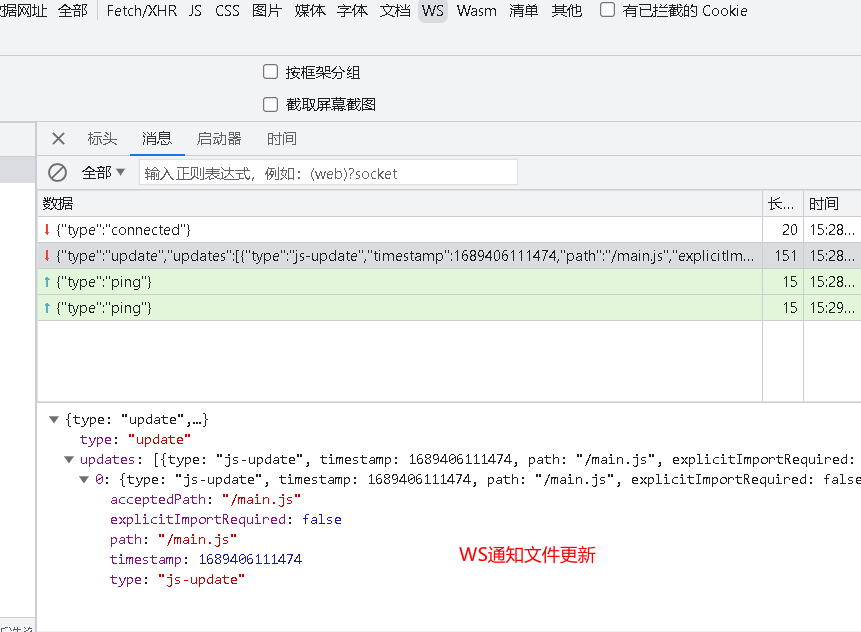 据网址 全部 Fetch/XHR JS CSS 图片 媒体 字体 文档 WS Wasm 清单 其他 有已拦截的 Cookie
按框架分组
截取屏幕截图
标头 消息 启动器 时间
全部 输入正则表达式，例如：(web)?socket
数据 长... 时间
{"type":"connected"} 20 15:28...
{"type":"update","updates":[{"type":"js-update","timestamp":1689406111474,"path":"/main.js","explicitIm... 151 15:28...
{"type":"ping"} 15 15:28...
{"type":"ping"} 15 15:29...
{type: "update",…}
type: "update"
updates: [{type: "js-update", timestamp: 1689406111474, path: "/main.js", explicitImportRequired:
0: {type: "js-update", timestamp: 1689406111474, path: "/main.js", explicitImportRequired: false
acceptedPath: "/main.js"
explicitImportRequired: false
path: "/main.js"
WS通知文件更新
timestamp: 1689406111474
type: "js-update"